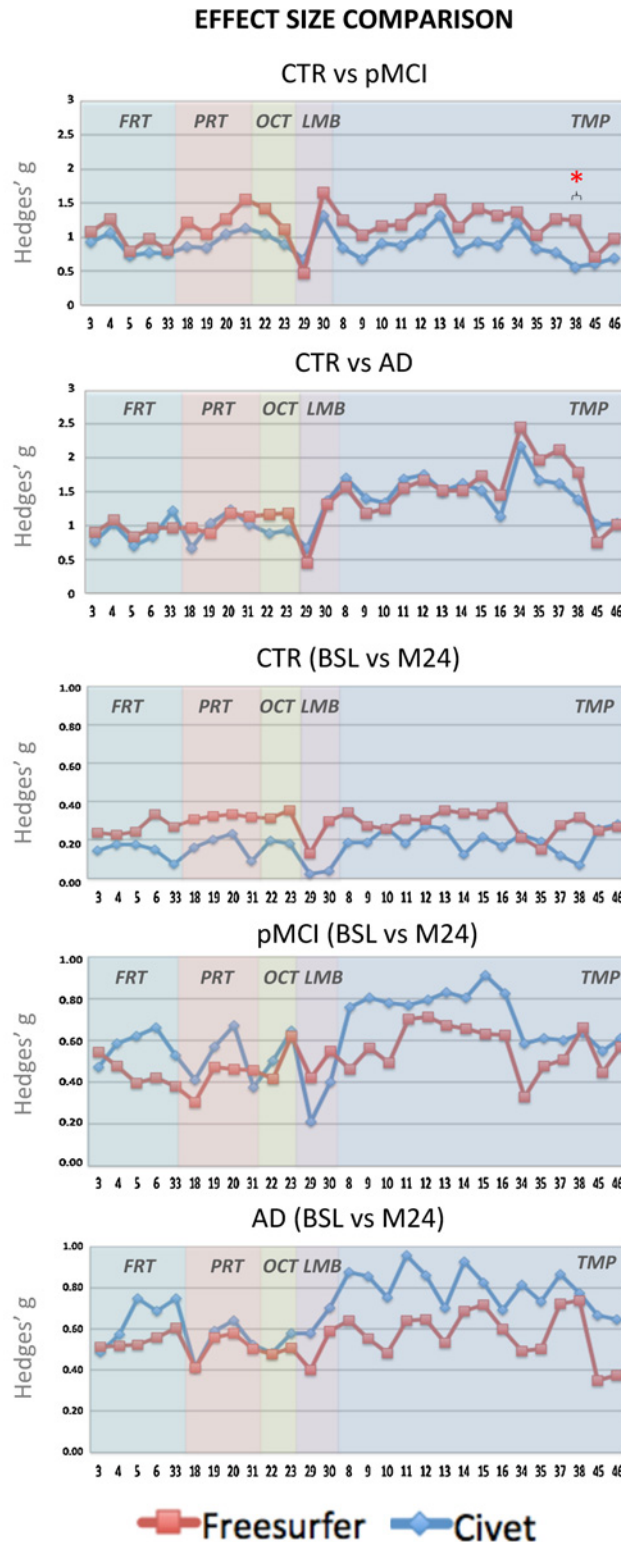 EFFECT SIZE COMPARISON
CTR vs pMCI
Hedges' g
3
2.5
2
1.5
1
0.5
0
FRT PRT OCT LMB TMP
*
3 4 5 6 33 18 19 20 31 22 23 29 30 8 9 10 11 12 13 14 15 16 34 35 37 38 45 46
CTR vs AD
Hedges' g
3
2.5
2
1.5
1
0.5
0
FRT PRT OCT LMB TMP
3 4 5 6 33 18 19 20 31 22 23 29 30 8 9 10 11 12 13 14 15 16 34 35 37 38 45 46
CTR (BSL vs M24)
Hedges' g
1.00
0.80
0.60
0.40
0.20
0.00
FRT PRT OCT LMB TMP
3 4 5 6 33 18 19 20 31 22 23 29 30 8 9 10 11 12 13 14 15 16 34 35 37 38 45 46
pMCI (BSL vs M24)
Hedges' g
1.00
0.80
0.60
0.40
0.20
0.00
FRT PRT OCT LMB TMP
3 4 5 6 33 18 19 20 31 22 23 29 30 8 9 10 11 12 13 14 15 16 34 35 37 38 45 46
AD (BSL vs M24)
Hedges' g
1.00
0.80
0.60
0.40
0.20
0.00
FRT PRT OCT LMB TMP
3 4 5 6 33 18 19 20 31 22 23 29 30 8 9 10 11 12 13 14 15 16 34 35 37 38 45 46
Freesurfer Civet